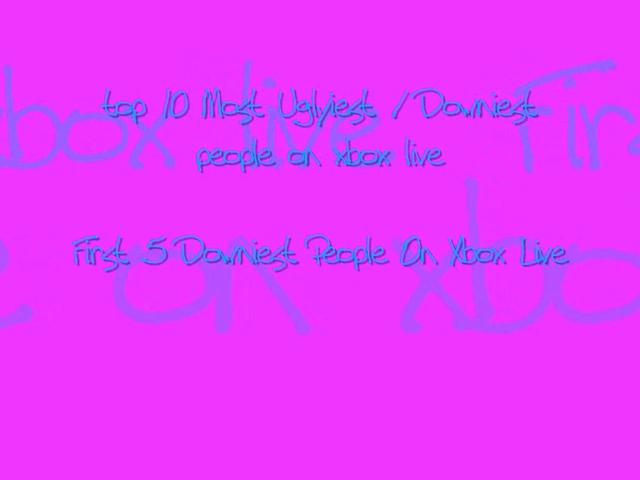 top 10 Most Uglyiest / Downiest
people on xbox live
First 5 Downiest People On Xbox Live